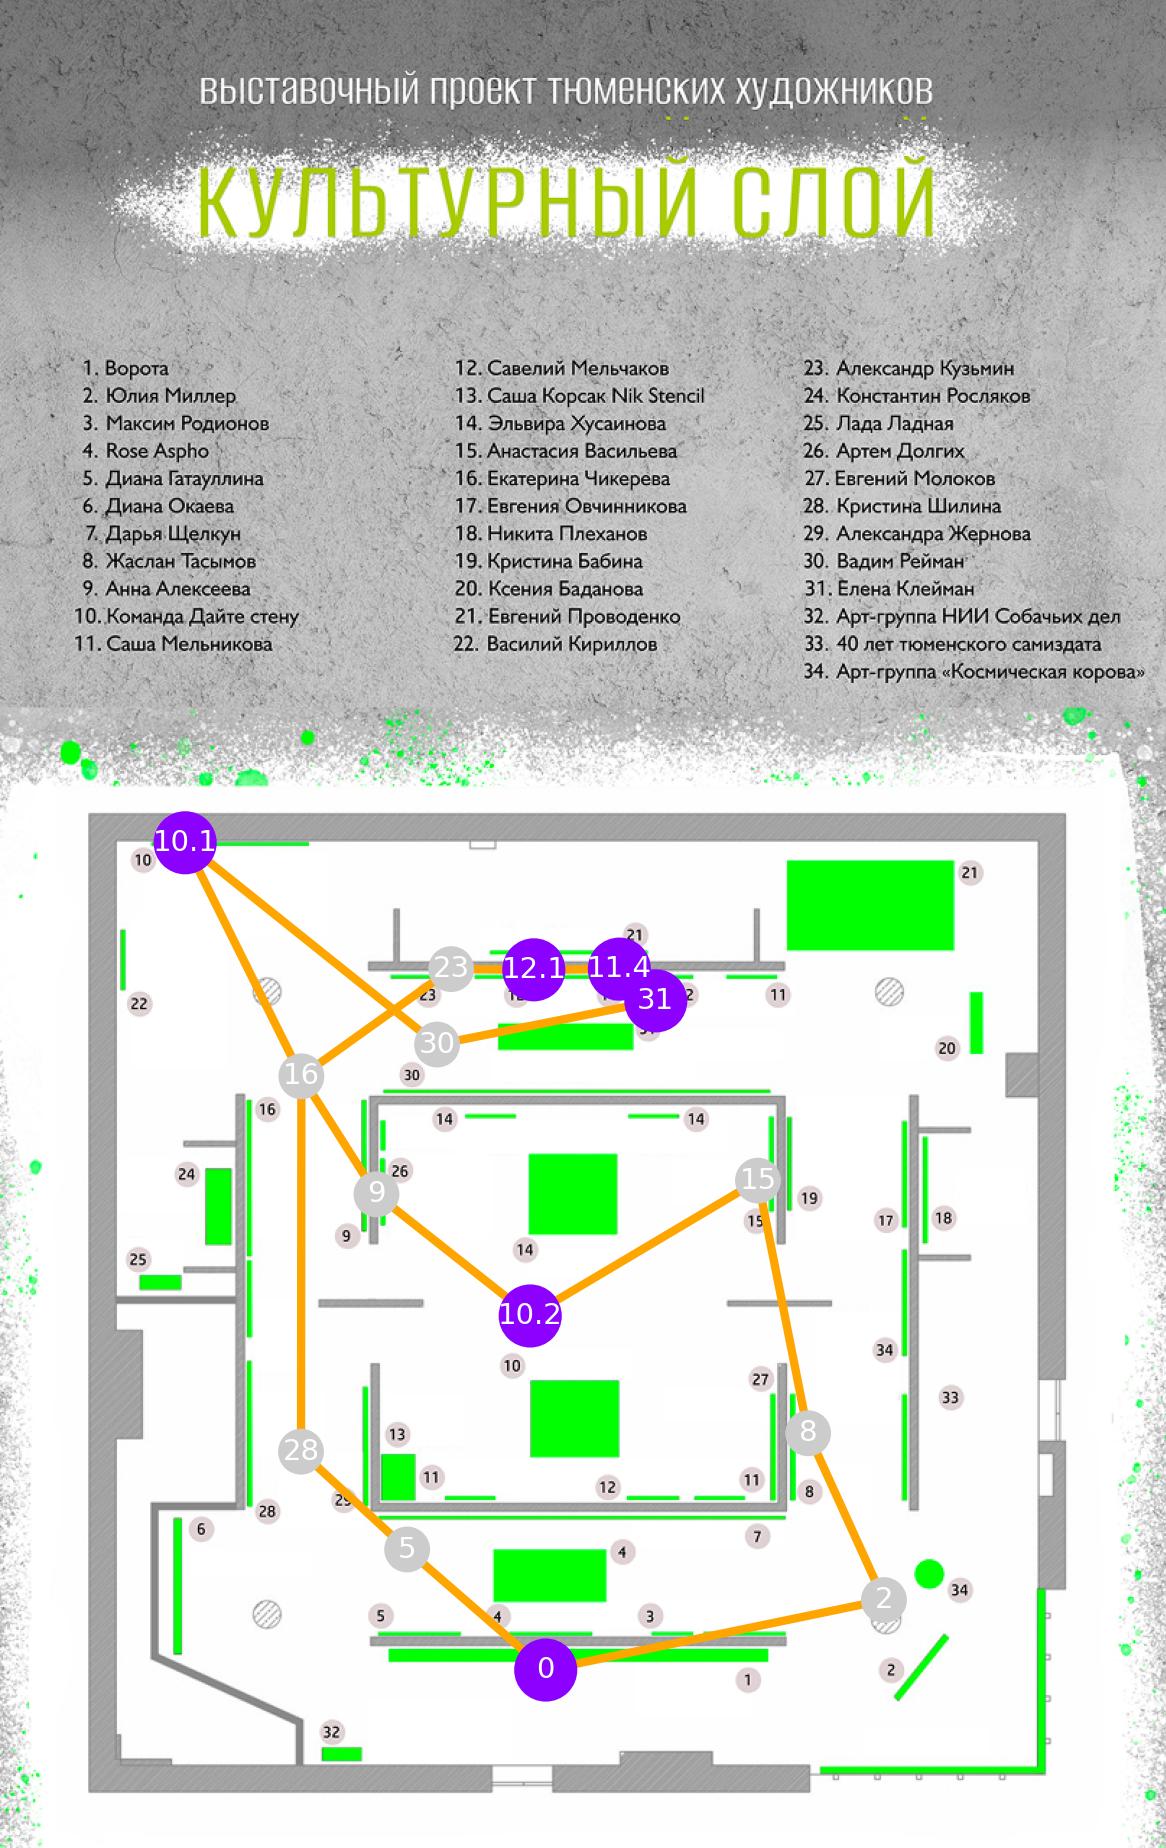 выставочный проект тюменских художников
КУЛЬТУРНЫЙ СЛОЙ
1. Ворота
2. Юлия Миллер
3. Максим Родионов
4. Rose Aspho
5. Диана Гатауллина
6. Диана Окаева
7. Дарья Щелкун
8. Жаслан Тасымов
9. Анна Алексеева
10. Команда Дайте стену
11. Саша Мельникова
12. Савелий Мельчаков
13. Саша Корсак Nik Stencil
14. Эльвира Хусаинова
15. Анастасия Васильева
16. Екатерина Чикерева
17. Евгения Овчинникова
18. Никита Плеханов
19. Кристина Бабина
20. Ксения Баданова
21. Евгений Проводенко
22. Василий Кириллов
23. Александр Кузьмин
24. Константин Росляков
25. Лада Ладная
26. Артем Долгих
27. Евгений Молоков
28. Кристина Шилина
29. Александра Жернова
30. Вадим Рейман
31. Елена Клейман
32. Арт-группа НИИ Собачьих дел
33. 40 лет тюменского самиздата
34. Арт-группа «Космическая корова»
10.1
10
21
21
23
12.1
11.4
31
22
23
11
30
20
16
30
16
14
14
24
26
9
15
19
9
15
17
18
25
14
10.2
10
27
34
33
13
28
8
11
12
11
8
29
28
6
5
7
4
34
5
4
3
2
0
2
1
32